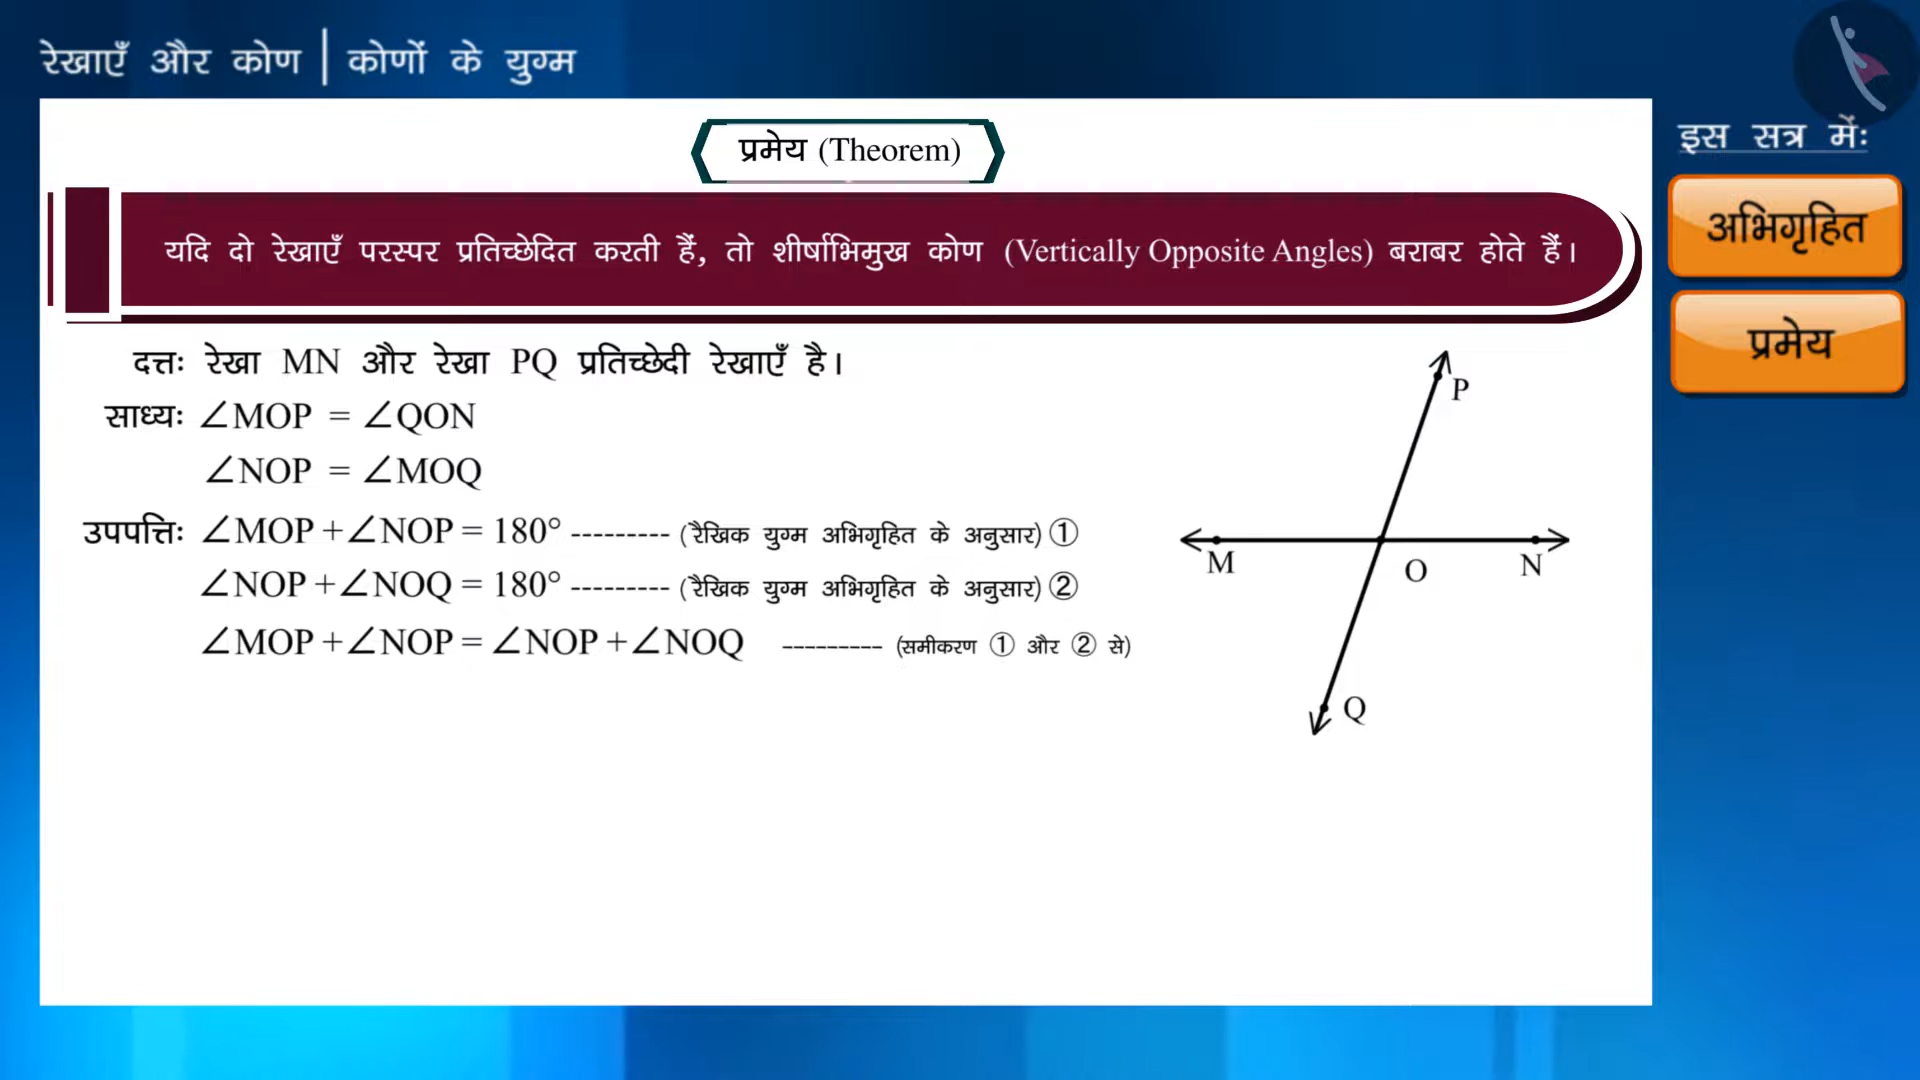 रेखाएँ और कोण | कोणों के युग्म
इस सत्र में:
अभिगृहित
प्रमेय
प्रमेय (Theorem)
यदि दो रेखाएँ परस्पर प्रतिच्छेदित करती हैं, तो शीर्षाभिमुख कोण (Vertically Opposite Angles) बराबर होते हैं।
दत्त: रेखा MN और रेखा PQ प्रतिच्छेदी रेखाएँ है।
साध्य: ∠MOP = ∠QON
∠NOP = ∠MOQ
उपपत्ति: ∠MOP + ∠NOP = 180° --------- (रैखिक युग्म अभिगृहित के अनुसार) ①
∠NOP + ∠NOQ = 180° --------- (रैखिक युग्म अभिगृहित के अनुसार) ②
∠MOP + ∠NOP = ∠NOP + ∠NOQ --------- (समीकरण ① और ② से)
P
M
O
N
Q